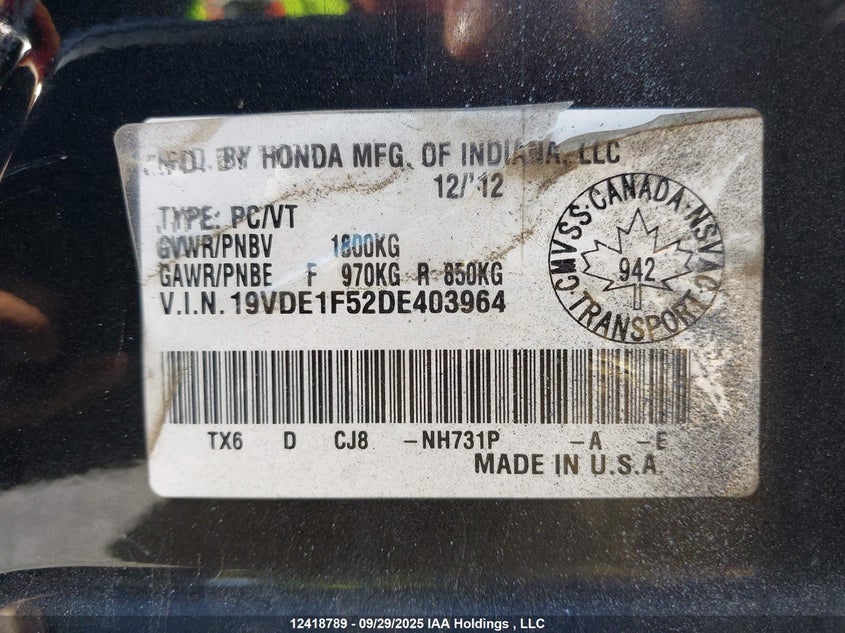 MFD. BY HONDA MFG. OF INDIANA, LLC
12/'12
TYPE: PC/VT
GVWR/PNBV 1800KG
GAWR/PNBE F 970KG R 850KG
V.I.N. 19VDE1F52DE403964
CMVSS·CANADA·NSVAC
942
TRANSPORT
TX6 D CJ8 -NH731P -A -E
MADE IN U.S.A.
12418789 - 09/29/2025 IAA Holdings , LLC